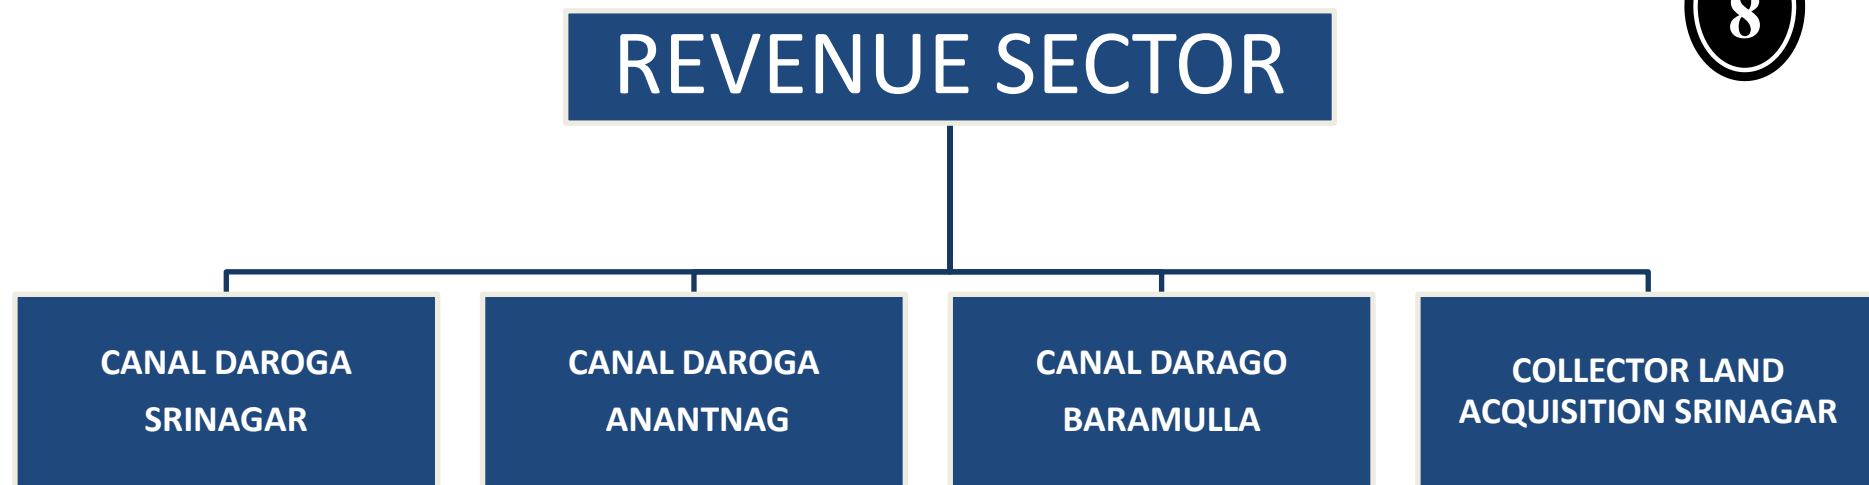 8
REVENUE SECTOR
CANAL DAROGA
SRINAGAR
CANAL DAROGA
ANANTNAG
CANAL DARAGO
BARAMULLA
COLLECTOR LAND
ACQUISITION SRINAGAR